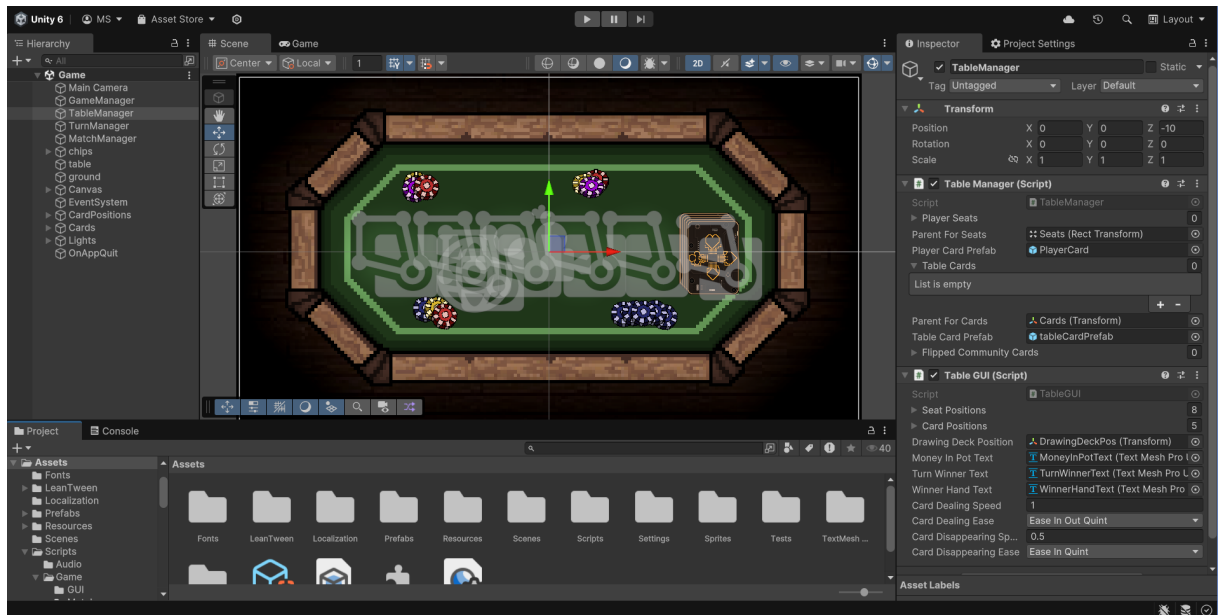 Unity 6 MS Asset Store Layout
Hierarchy
All
Game
Main Camera
GameManager
TableManager
TurnManager
MatchManager
chips
table
ground
Canvas
EventSystem
CardPositions
Cards
Lights
OnAppQuit
Scene Game
Center Local 1 2D
Inspector Project Settings
TableManager Static
Tag Untagged Layer Default
Transform
Position X 0 Y 0 Z -10
Rotation X 0 Y 0 Z 0
Scale X 1 Y 1 Z 1
# Table Manager (Script)
Script TableManager
Player Seats 0
Parent For Seats Seats (Rect Transform)
Player Card Prefab PlayerCard
Table Cards 0
List is empty
+ -
Parent For Cards Cards (Transform)
Table Card Prefab tableCardPrefab
Flipped Community Cards 0
# Table GUI (Script)
Script TableGUI
Seat Positions 8
Card Positions 5
Drawing Deck Position DrawingDeckPos (Transform)
Money In Pot Text MoneyInPotText (Text Mesh Pro U
Turn Winner Text TurnWinnerText (Text Mesh Pro U
Winner Hand Text WinnerHandText (Text Mesh Pro
Card Dealing Speed 1
Card Dealing Ease Ease In Out Quint
Card Disappearing Sp... 0.5
Card Disappearing Ease Ease In Quint
Asset Labels
Project Console
40
Assets
Fonts
LeanTween
Localization
Prefabs
Resources
Scenes
Scripts
Audio
Game
GUI
Assets
Fonts LeanTween Localization Prefabs Resources Scenes Scripts Settings Sprites Tests TextMesh ...